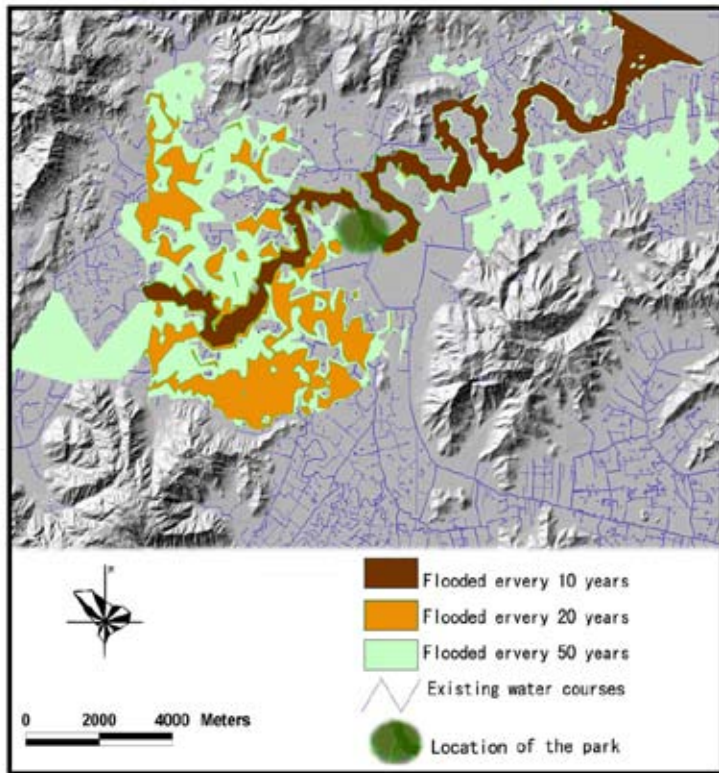 Flooded ervery 10 years
Flooded ervery 20 years
Flooded ervery 50 years
Existing water courses
Location of the park
0 2000 4000 Meters